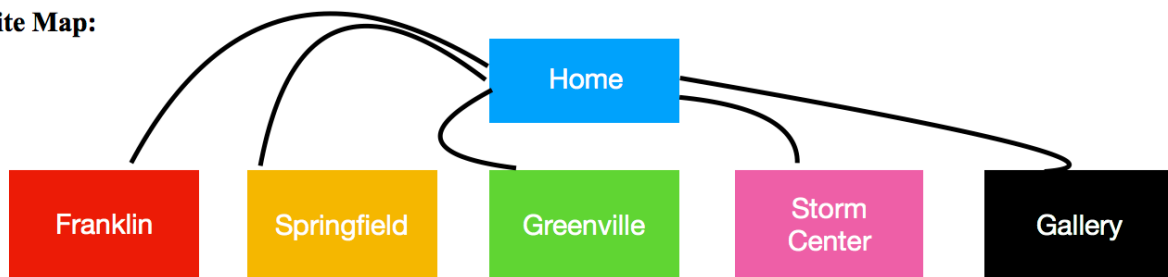 ite Map:
Home
Franklin
Springfield
Greenville
Storm
Center
Gallery